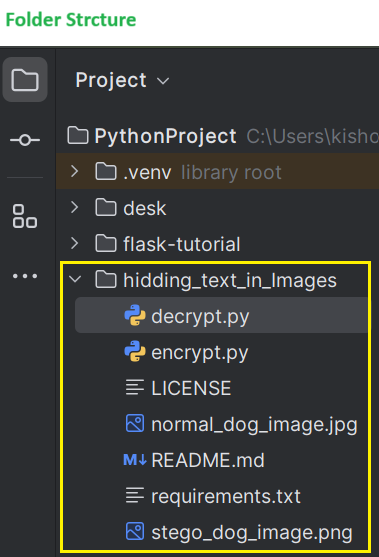 Folder Strcture
Project
PythonProject C:\Users\kisho
.venv library root
desk
flask-tutorial
hidding_text_in_Images
decrypt.py
encrypt.py
LICENSE
normal_dog_image.jpg
M↓ README.md
requirements.txt
stego_dog_image.png